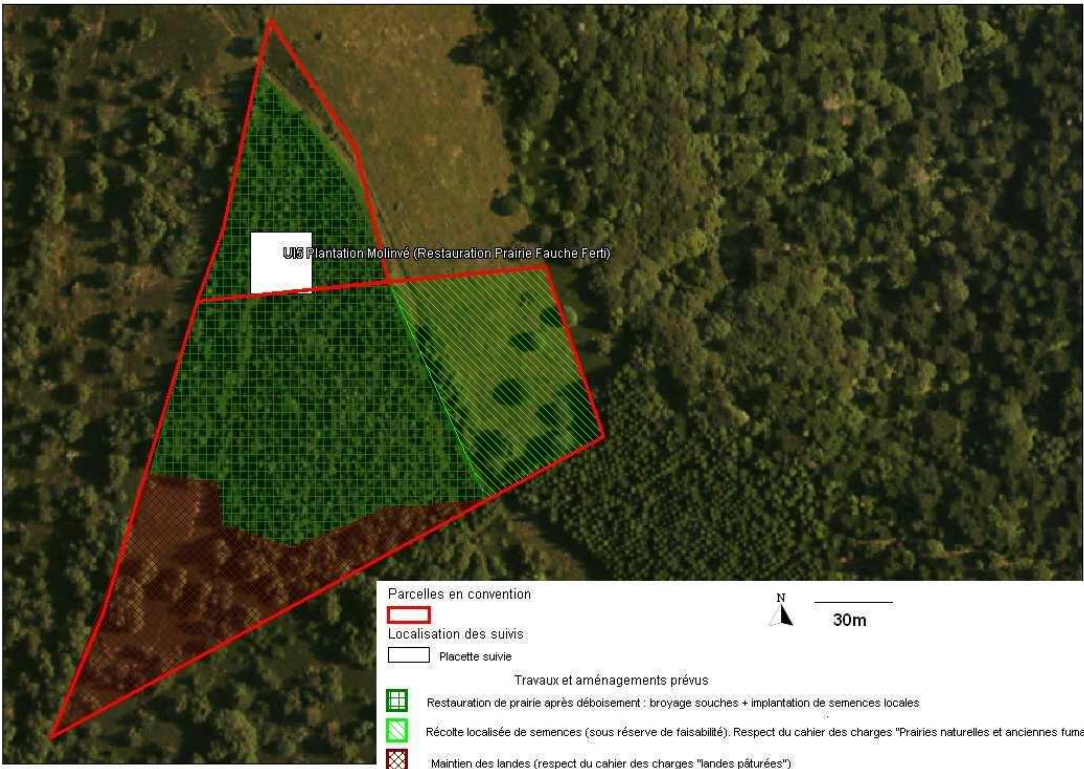 UI5 Plantation Molinvé (Restauration Prairie Fauche Ferti)
Parcelles en convention
N
30m
Localisation des suivis
Placette suivie
Travaux et aménagements prévus
Restauration de prairie après déboisement : broyage souches + implantation de semences locales
Récolte localisée de semences (sous réserve de faisabilité). Respect du cahier des charges "Prairies naturelles et anciennes fuma
Maintien des landes (respect du cahier des charges "landes pâturées")